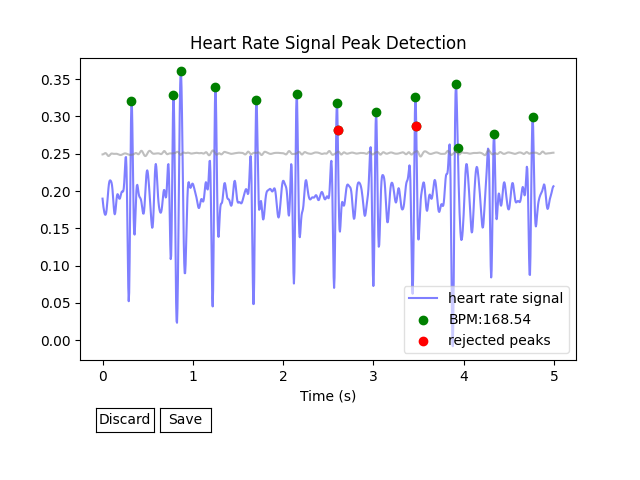 Heart Rate Signal Peak Detection
0.35
0.30
0.25
0.20
0.15
0.10
0.05
0.00
heart rate signal
BPM:168.54
rejected peaks
0 1 2 3 4 5
Time (s)
Discard Save